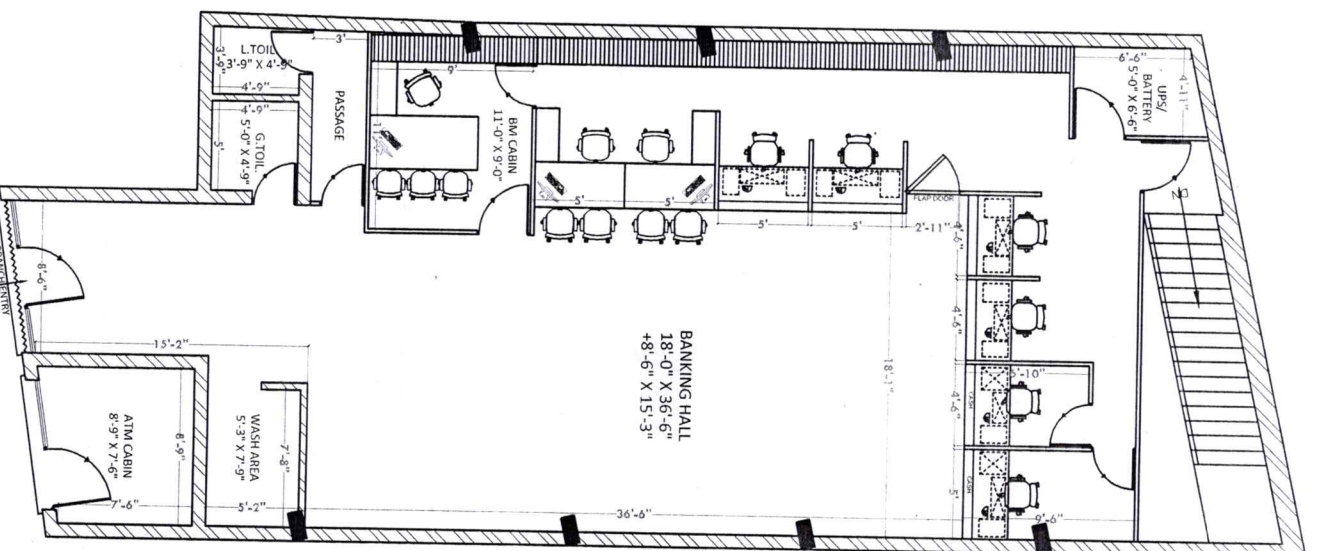 L.TOIL
3'-9" X 4'-9"
3'-9"
4'-9"
4'-9"
G.TOIL.
5'-0" X 4'-9"
5'
3'
PASSAGE
9'
BM CABIN
11'-0" X 9'-0"
5'
5'
5'
5'
2'-11"
FLAP DOOR
6'-6"
4'-11"
UPS/
BATTERY
5'-0" X 6'-6"
4'-6"
4'-6"
4'-6"
5'
CASH
CASH
9'-6"
18'-1"
BANKING HALL
18'-0" X 36'-6"
+8'-6" X 15'-3"
36'-6"
8'-6"
15'-2"
WASH AREA
5'-3" X 7'-9"
7'-8"
5'-2"
ATM CABIN
8'-9" X 7'-6"
8'-9"
7'-6"